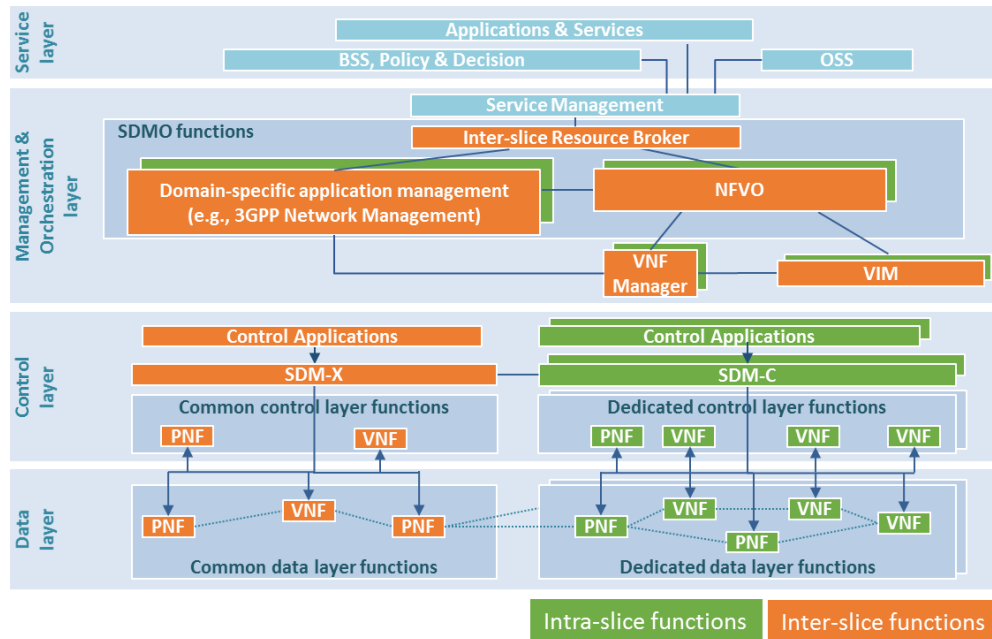 Service
layer
Applications & Services
BSS, Policy & Decision
OSS
Management &
Orchestration
layer
Service Management
SDMO functions
Inter-slice Resource Broker
Domain-specific application management
(e.g., 3GPP Network Management)
NFVO
VNF
Manager
VIM
Control
layer
Control Applications
Control Applications
SDM-X
SDM-C
Common control layer functions
Dedicated control layer functions
PNF
VNF
PNF
VNF
VNF
VNF
Data
layer
PNF
VNF
PNF
PNF
VNF
PNF
VNF
VNF
Common data layer functions
Dedicated data layer functions
Intra-slice functions
Inter-slice functions